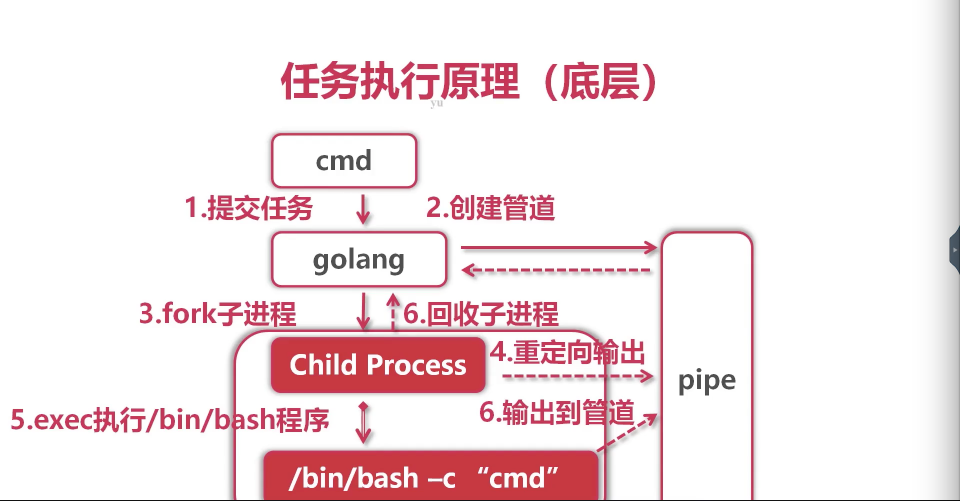 任务执行原理（底层）
yu
cmd
1.提交任务
2.创建管道
golang
3.fork子进程
6.回收子进程
Child Process
4.重定向输出
pipe
5.exec执行/bin/bash程序
6.输出到管道
/bin/bash –c “cmd”